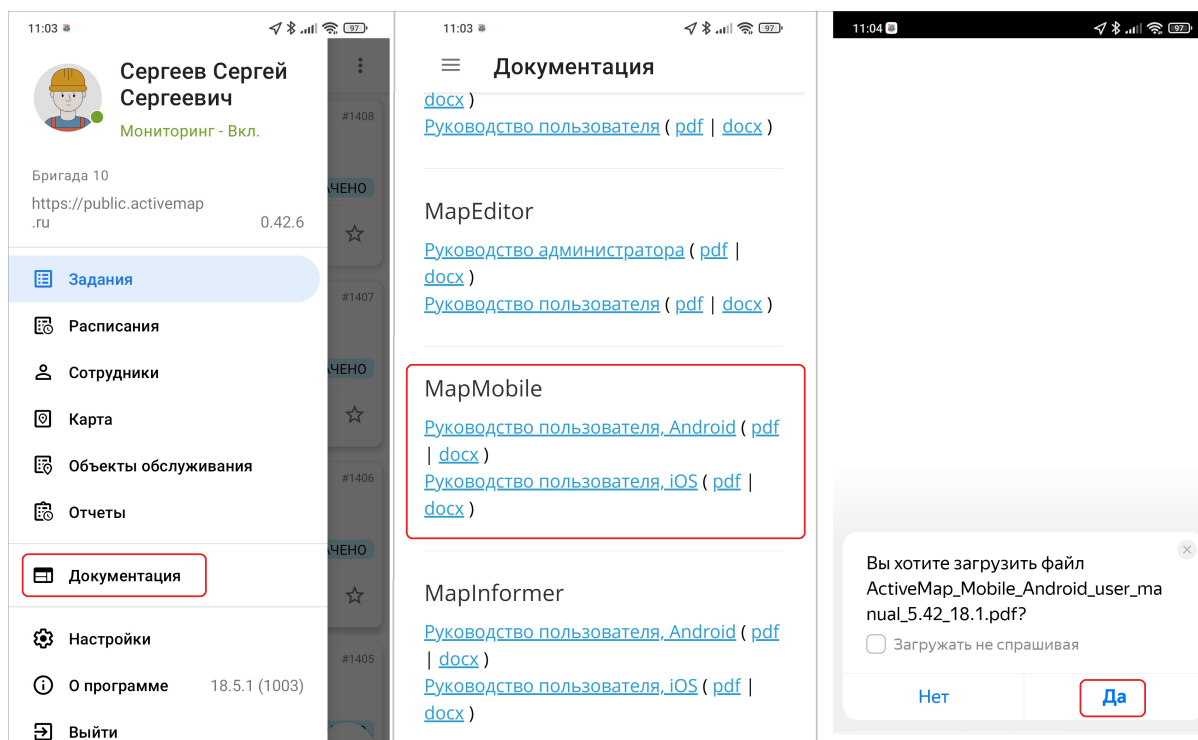 11:03
97
Сергеев Сергей
Сергеевич
Мониторинг - Вкл.
Бригада 10
https://public.activemap
.ru
0.42.6
Задания
Расписания
Сотрудники
Карта
Объекты обслуживания
Отчеты
Документация
Настройки
О программе 18.5.1 (1003)
Выйти
#1408
ЧЕНО
#1407
ЧЕНО
#1406
ЧЕНО
#1405
11:03
97
Документация
docx )
Руководство пользователя ( pdf | docx )
MapEditor
Руководство администратора ( pdf |
docx )
Руководство пользователя ( pdf | docx )
MapMobile
Руководство пользователя, Android ( pdf
| docx )
Руководство пользователя, iOS ( pdf |
docx )
MapInformer
Руководство пользователя, Android ( pdf
| docx )
Руководство пользователя, iOS ( pdf |
docx )
11:04
97
Вы хотите загрузить файл
ActiveMap_Mobile_Android_user_ma
nual_5.42_18.1.pdf?
Загружать не спрашивая
Нет
Да